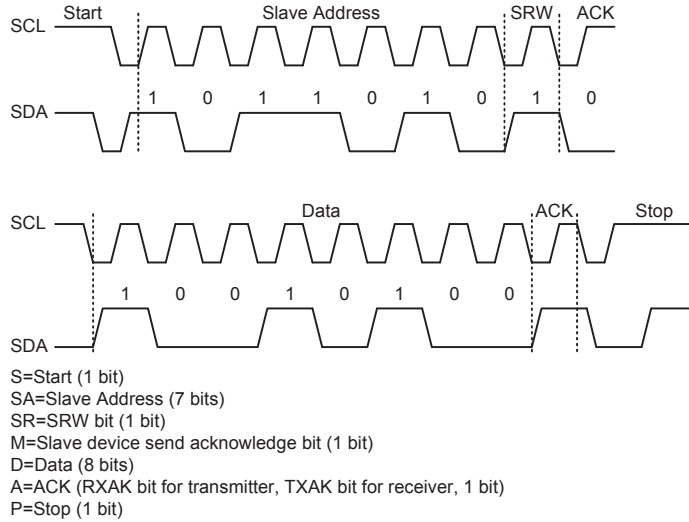 Start Slave Address SRW ACK
SCL
1 0 1 1 0 1 0 1 0
SDA
Data ACK Stop
SCL
1 0 0 1 0 1 0 0
SDA
S=Start (1 bit)
SA=Slave Address (7 bits)
SR=SRW bit (1 bit)
M=Slave device send acknowledge bit (1 bit)
D=Data (8 bits)
A=ACK (RXAK bit for transmitter, TXAK bit for receiver, 1 bit)
P=Stop (1 bit)